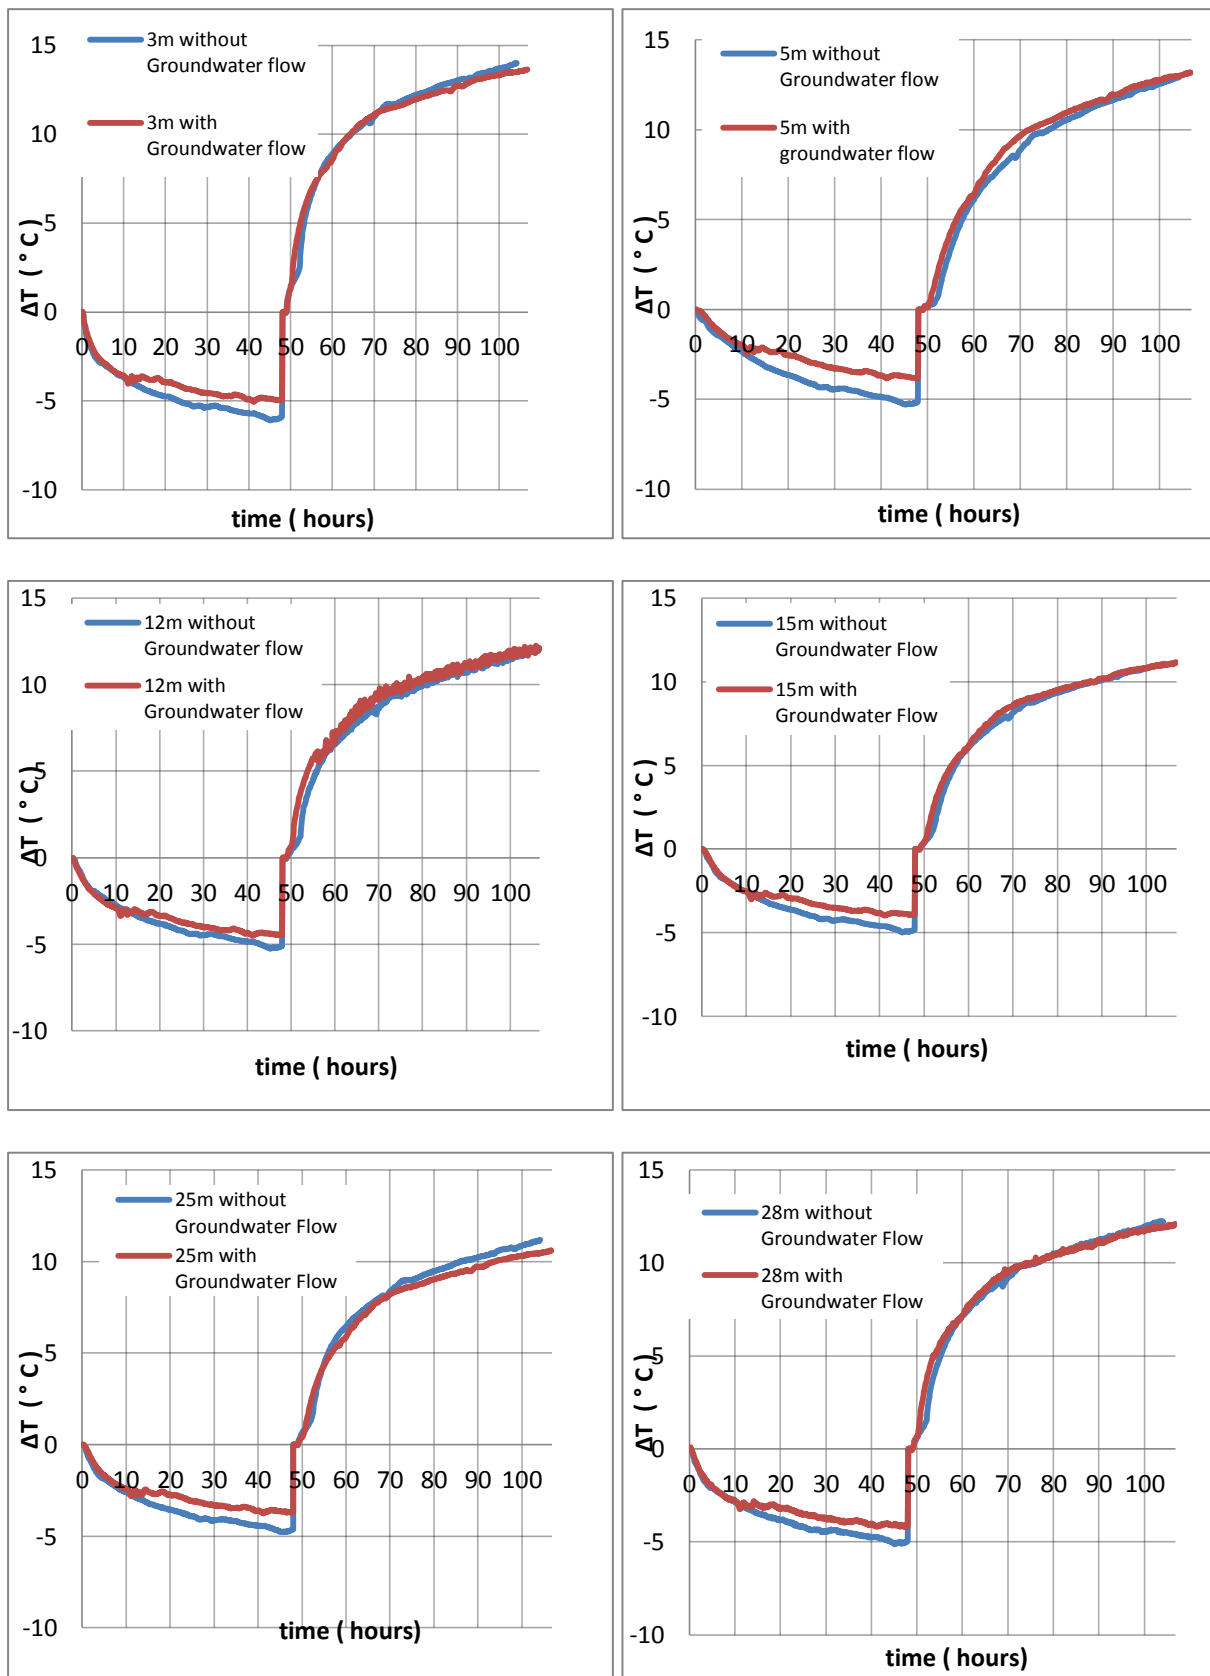 15
10
5
0
-5
-10
0 10 20 30 40 50 60 70 80 90 100
ΔT ( ° C)
time ( hours)
3m without
Groundwater flow
3m with
Groundwater flow
15
10
5
0
-5
-10
0 10 20 30 40 50 60 70 80 90 100
ΔT ( ° C)
time ( hours)
5m without
Groundwater flow
5m with
groundwater flow
15
10
5
0
-5
-10
0 10 20 30 40 50 60 70 80 90 100
ΔT ( ° C)
time ( hours)
12m without
Groundwater flow
12m with
Groundwater flow
15
10
5
0
-5
-10
0 10 20 30 40 50 60 70 80 90 100
ΔT ( ° C)
time ( hours)
15m without
Groundwater Flow
15m with
Groundwater Flow
15
10
5
0
-5
-10
0 10 20 30 40 50 60 70 80 90 100
ΔT ( ° C)
time ( hours)
25m without
Groundwater Flow
25m with
Groundwater Flow
15
10
5
0
-5
-10
0 10 20 30 40 50 60 70 80 90 100
ΔT ( ° C)
time ( hours)
28m without
Groundwater Flow
28m with
Groundwater Flow